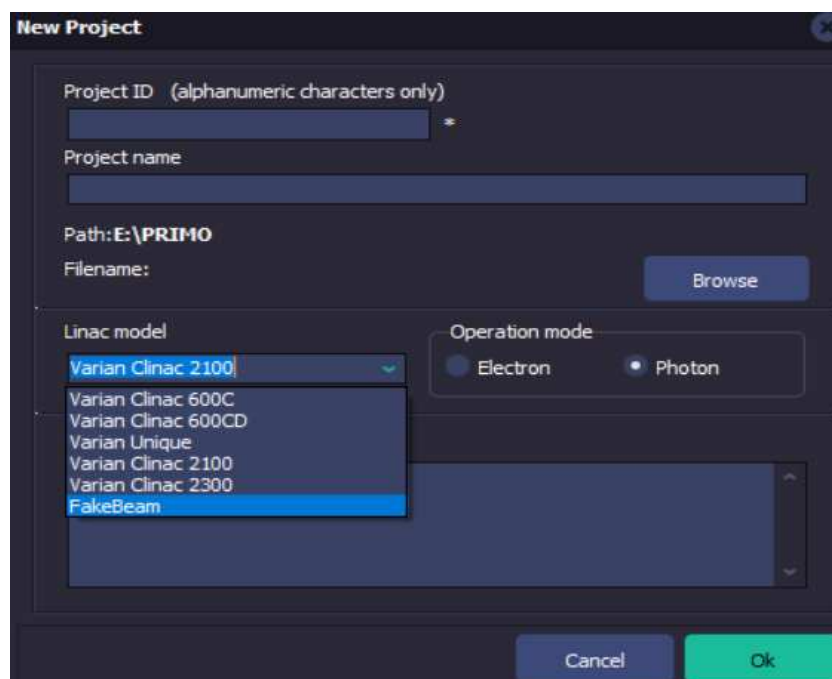 New Project
Project ID (alphanumeric characters only)
*
Project name
Path:E:\PRIMO
Filename:
Browse
Linac model
Operation mode
Varian Clinac 2100
Electron
Photon
Varian Clinac 600C
Varian Clinac 600CD
Varian Unique
Varian Clinac 2100
Varian Clinac 2300
FakeBeam
Cancel
Ok